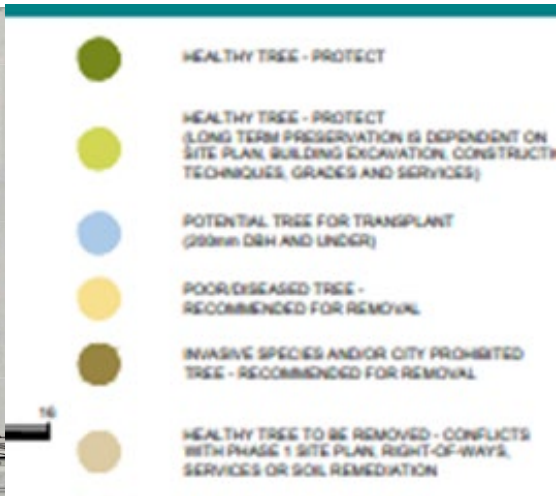 HEALTHY TREE - PROTECT
HEALTHY TREE - PROTECT
(LONG TERM PRESERVATION IS DEPENDENT ON
SITE PLAN, BUILDING EXCAVATION, CONSTRUCTI
TECHNIQUES, GRADES AND SERVICES)
POTENTIAL TREE FOR TRANSPLANT
(200mm DBH AND UNDER)
POOR/DISEASED TREE -
RECOMMENDED FOR REMOVAL
INVASIVE SPECIES AND/OR CITY PROHIBITED
TREE - RECOMMENDED FOR REMOVAL
16
HEALTHY TREE TO BE REMOVED - CONFLICTS
WITH PHASE 1 SITE PLAN, RIGHT-OF-WAYS,
SERVICES OR SOIL REMEDIATION